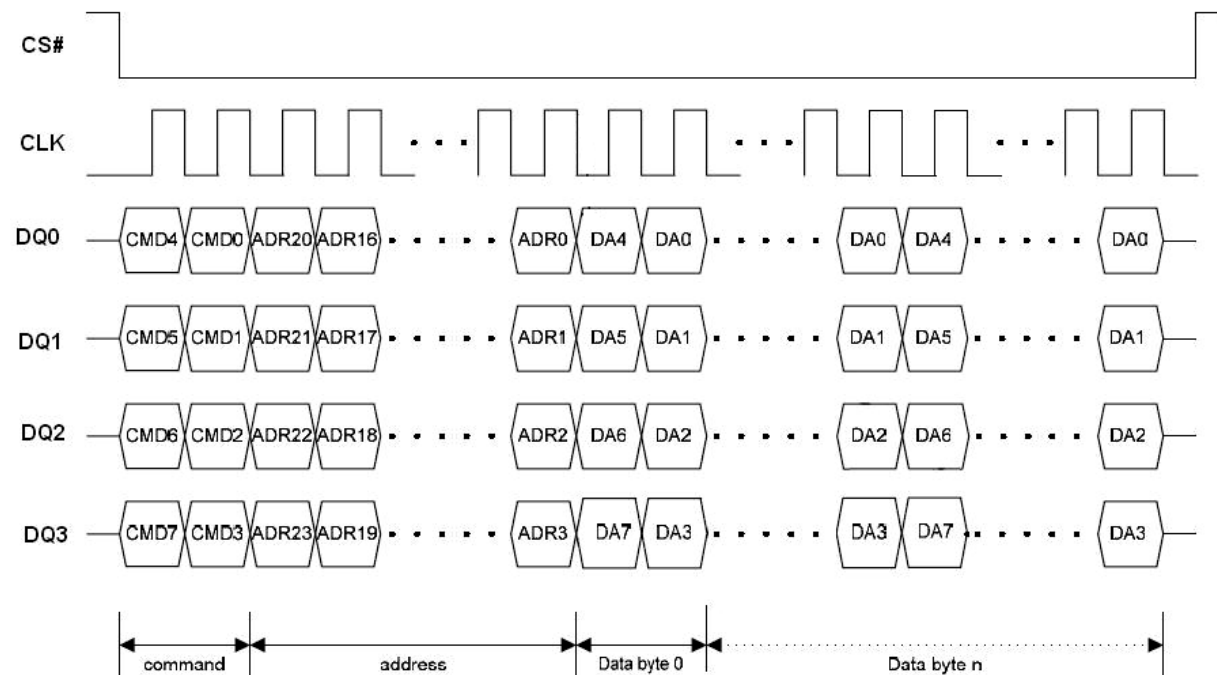 CS#
CLK
DQ0 CMD4 CMD0 ADR20 ADR16 ADR0 DA4 DA0 DA0 DA4 DA0
DQ1 CMD5 CMD1 ADR21 ADR17 ADR1 DA5 DA1 DA1 DA5 DA1
DQ2 CMD6 CMD2 ADR22 ADR18 ADR2 DA6 DA2 DA2 DA6 DA2
DQ3 CMD7 CMD3 ADR23 ADR19 ADR3 DA7 DA3 DA3 DA7 DA3
command address Data byte 0 Data byte n